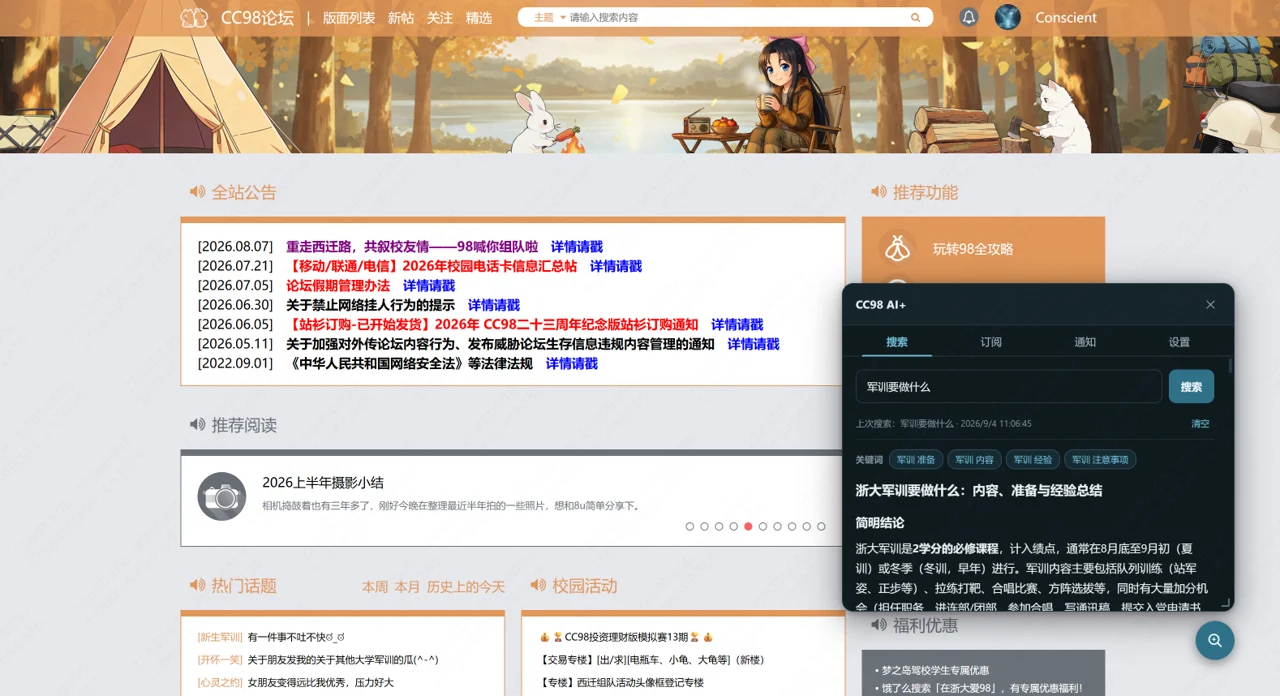 CC98论坛 | 版面列表 新帖 关注 精选 主题 请输入搜索内容 Conscient
全站公告
[2026.08.07] 重走西迁路，共叙校友情——98喊你组队啦 详情请戳
[2026.07.21] 【移动/联通/电信】2026年校园电话卡信息汇总帖 详情请戳
[2026.07.05] 论坛假期管理办法 详情请戳
[2026.06.30] 关于禁止网络挂人行为的提示 详情请戳
[2026.06.05] 【站衫订购-已开始发货】2026年 CC98二十三周年纪念版站衫订购通知 详情请戳
[2026.05.11] 关于加强对外传论坛内容行为、发布威胁论坛生存信息违规内容管理的通知 详情请戳
[2022.09.01] 《中华人民共和国网络安全法》等法律法规 详情请戳
推荐阅读
2026上半年摄影小结
相机捣鼓着也有三年多了，刚好今晚在整理最近半年拍的一些照片，想和8u简单分享下。
热门话题 本周 本月 历史上的今天
[新生军训] 有一件事不吐不快
[开怀一笑] 关于朋友发我的关于其他大学军训的瓜(^-^)
[心灵之约] 女朋友变得远比我优秀，压力好大
校园活动
CC98投资理财版模拟赛13期
【交易专楼】[出/求][电瓶车、小龟、大龟等]（新楼）
【专楼】西迁组队活动头像框登记专楼
推荐功能
玩转98全攻略
CC98 AI+
搜索 订阅 通知 设置
军训要做什么 搜索
上次搜索：军训要做什么 · 2026/9/4 11:06:45 清空
关键词 军训 准备 军训 内容 军训 经验 军训 注意事项
浙大军训要做什么：内容、准备与经验总结
简明结论
浙大军训是2学分的必修课程，计入绩点，通常在8月底至9月初（夏
训）或冬季（冬训，早年）进行。军训内容主要包括队列训练（站军
姿、正步等）、拉练打靶、合唱比赛、方阵选拔等，同时有大量加分机
会（担任职务、进连部/团部、参加合唱、写通讯稿、提交入党申请书
福利优惠
• 梦之岛驾校学生专属优惠
• 饿了么搜索「在浙大爱98」，有专属优惠福利！